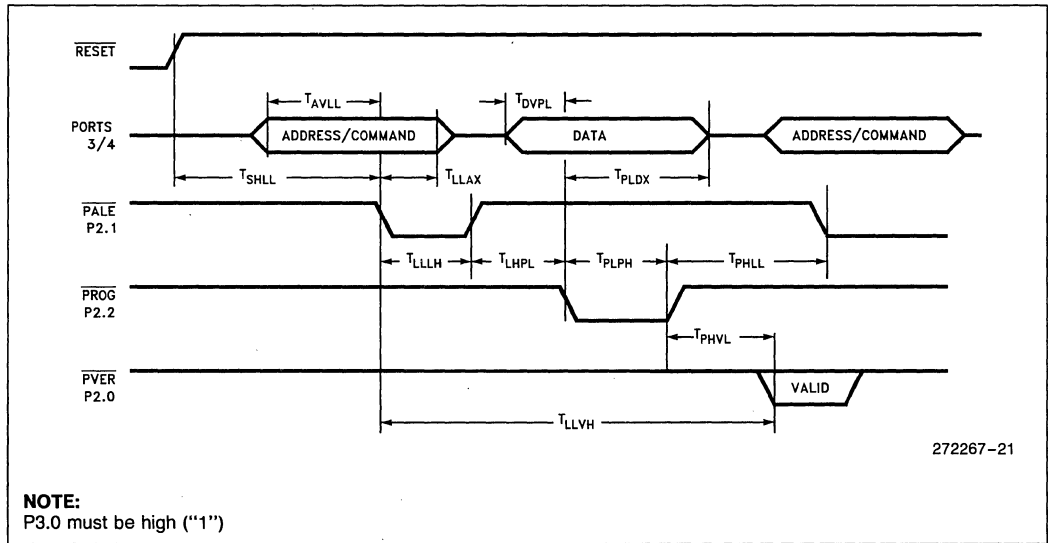 RESET
T_AVLL
T_DVPL
PORTS
3/4
ADDRESS/COMMAND
DATA
ADDRESS/COMMAND
T_SHLL
T_LLAX
T_PLDX
PALE
P2.1
T_LLLH
T_LHPL
T_PLPH
T_PHLL
PROG
P2.2
T_PHVL
PVER
P2.0
VALID
T_LLVH
272267-21
NOTE:
P3.0 must be high ("1")